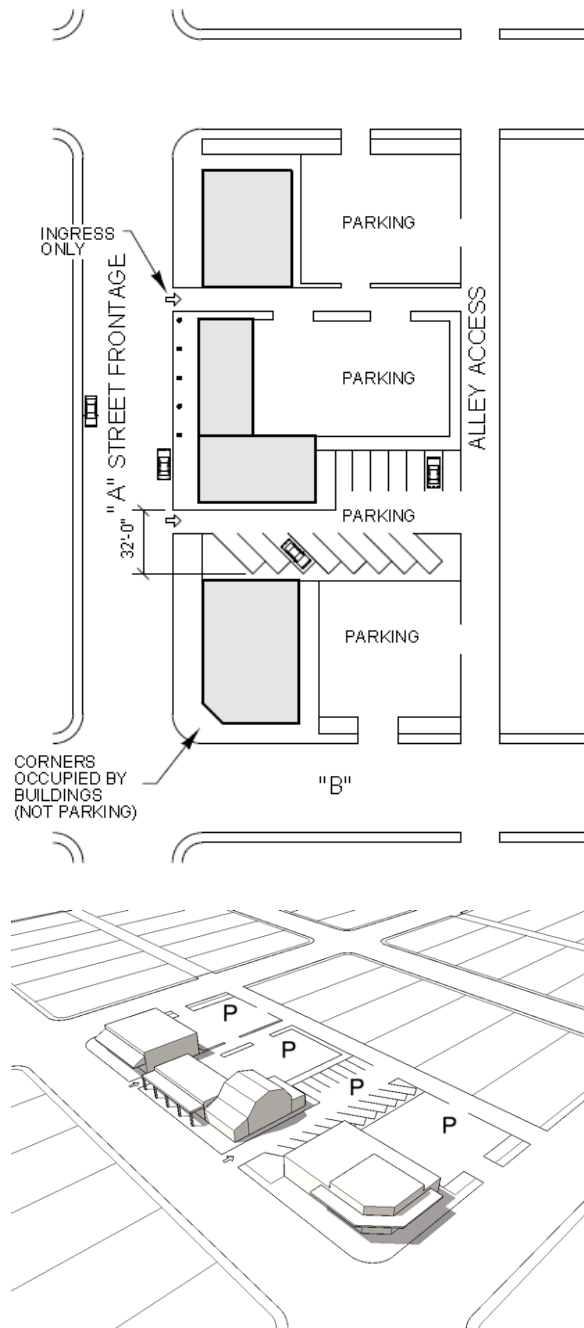 PARKING
INGRESS
ONLY
"A" STREET FRONTAGE
ALLEY ACCESS
PARKING
PARKING
32'-0"
PARKING
CORNERS
OCCUPIED BY
BUILDINGS
(NOT PARKING)
"B"
P
P
P
P